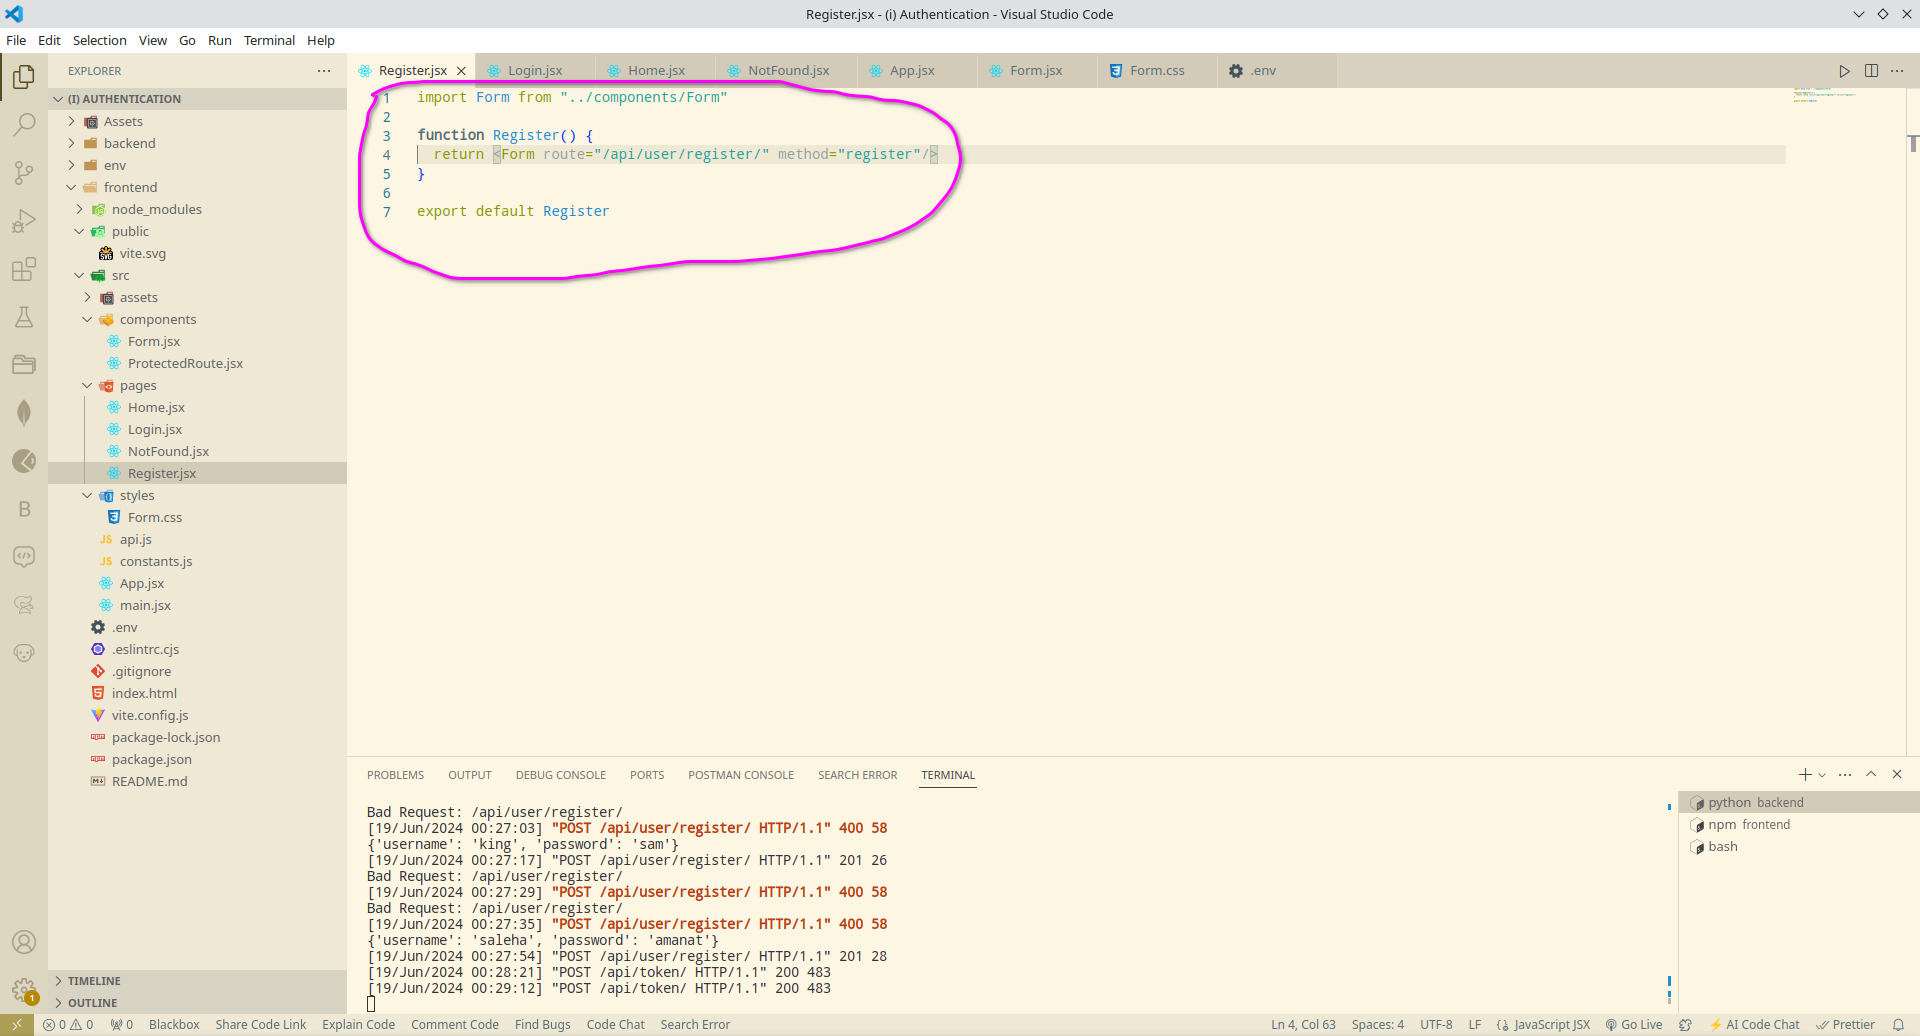 Register.jsx - (i) Authentication - Visual Studio Code
File Edit Selection View Go Run Terminal Help
EXPLORER
(I) AUTHENTICATION
Assets
backend
env
frontend
node_modules
public
vite.svg
src
assets
components
Form.jsx
ProtectedRoute.jsx
pages
Home.jsx
Login.jsx
NotFound.jsx
Register.jsx
styles
Form.css
JS api.js
JS constants.js
App.jsx
main.jsx
.env
.eslintrc.cjs
.gitignore
index.html
vite.config.js
package-lock.json
package.json
README.md
TIMELINE
OUTLINE
Register.jsx Login.jsx Home.jsx NotFound.jsx App.jsx Form.jsx Form.css .env
1 import Form from "../components/Form"
2
3 function Register() {
4 return <Form route="/api/user/register/" method="register"/>
5 }
6
7 export default Register
PROBLEMS OUTPUT DEBUG CONSOLE PORTS POSTMAN CONSOLE SEARCH ERROR TERMINAL
Bad Request: /api/user/register/
[19/Jun/2024 00:27:03] "POST /api/user/register/ HTTP/1.1" 400 58
{'username': 'king', 'password': 'sam'}
[19/Jun/2024 00:27:17] "POST /api/user/register/ HTTP/1.1" 201 26
Bad Request: /api/user/register/
[19/Jun/2024 00:27:29] "POST /api/user/register/ HTTP/1.1" 400 58
Bad Request: /api/user/register/
[19/Jun/2024 00:27:35] "POST /api/user/register/ HTTP/1.1" 400 58
{'username': 'saleha', 'password': 'amanat'}
[19/Jun/2024 00:27:54] "POST /api/user/register/ HTTP/1.1" 201 28
[19/Jun/2024 00:28:21] "POST /api/token/ HTTP/1.1" 200 483
[19/Jun/2024 00:29:12] "POST /api/token/ HTTP/1.1" 200 483
python backend
npm frontend
bash
0 0 0 Blackbox Share Code Link Explain Code Comment Code Find Bugs Code Chat Search Error Ln 4, Col 63 Spaces: 4 UTF-8 LF JavaScript JSX Go Live AI Code Chat Prettier